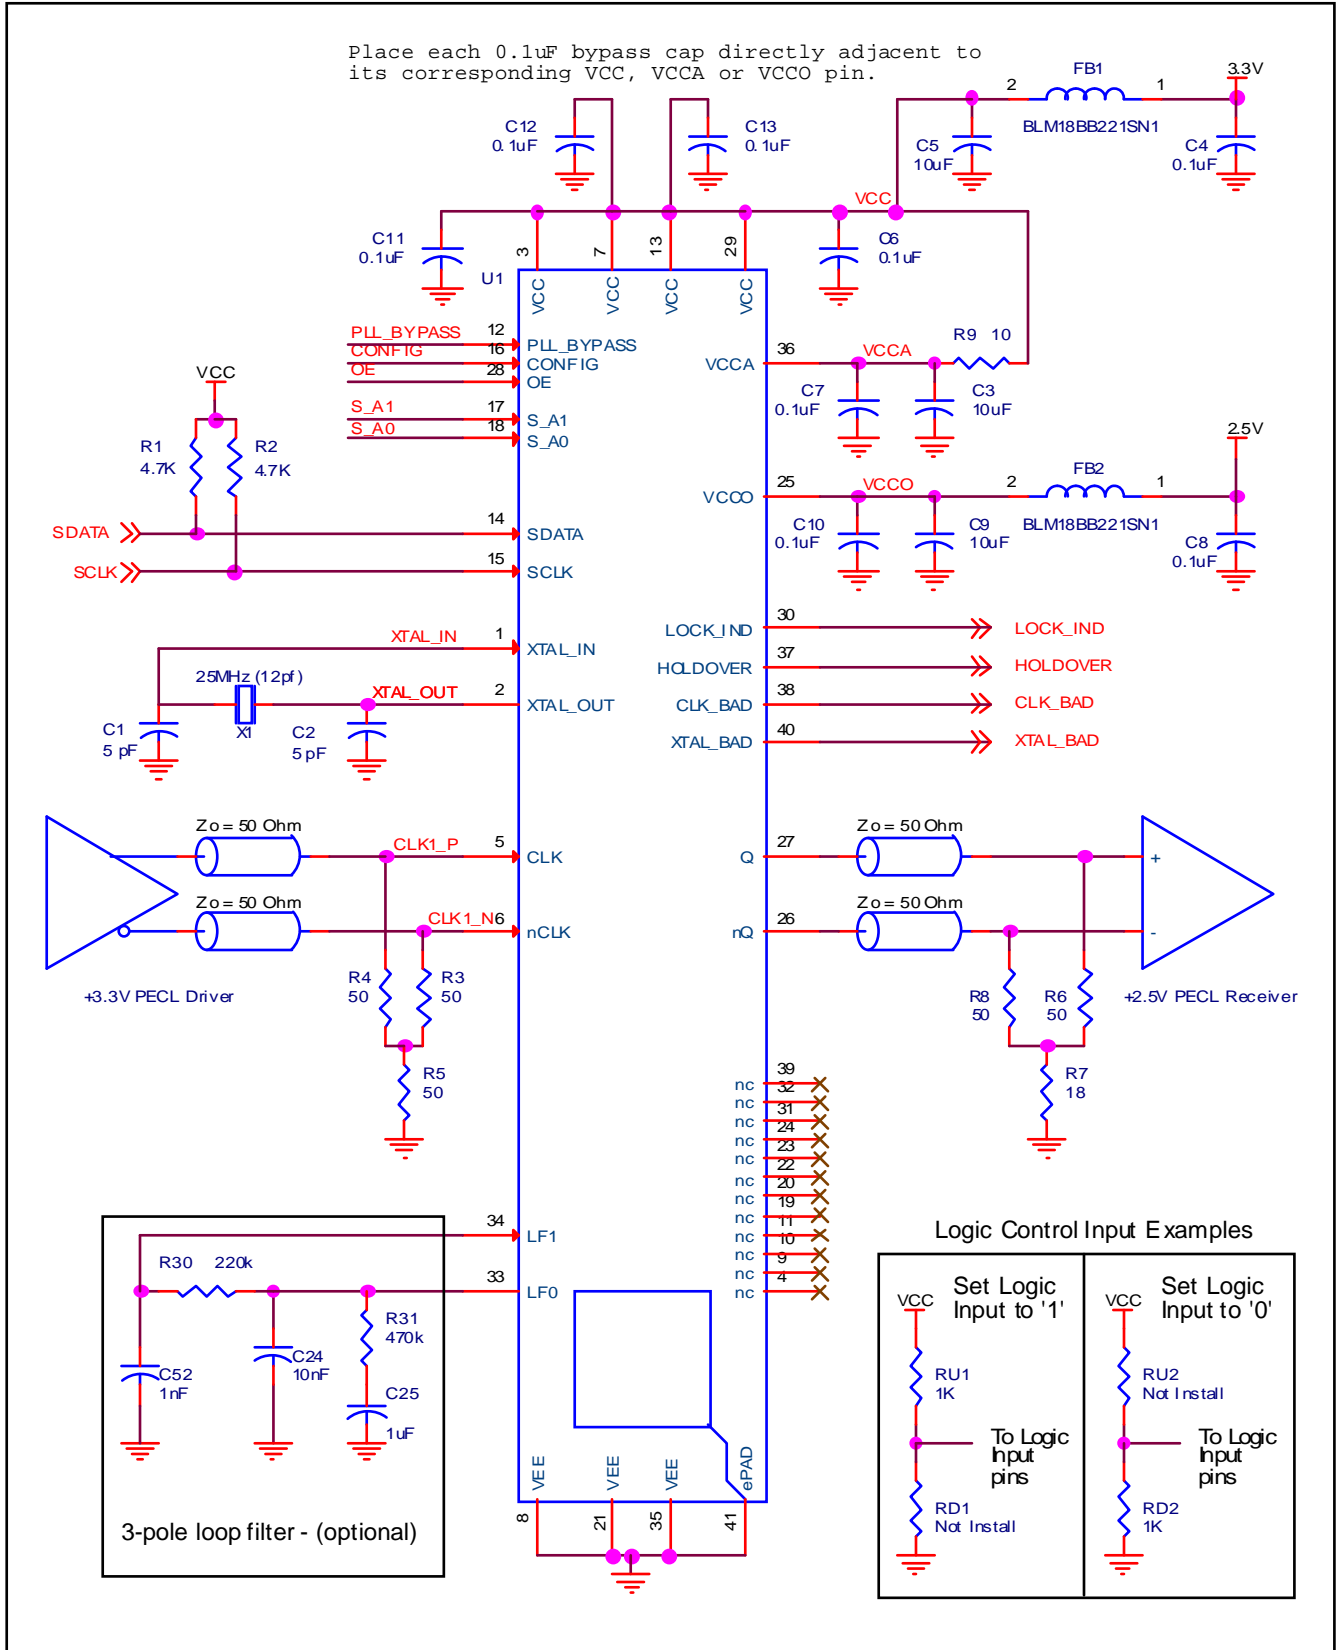 Place each 0.1uF bypass cap directly adjacent to
its corresponding VCC, VCCA or VCCO pin.
FB1
2
1
3.3V
BLM18BB221SN1
C12
0.1uF
C13
0.1uF
C5
10uF
C4
0.1uF
VCC
C11
0.1uF
C6
0.1uF
3
7
13
29
U1
VCC
VCC
VCC
VCC
PLL_BYPASS
12
PLL_BYPASS
CONFIG
16
CONFIG
OE
28
OE
S_A1
17
S_A1
S_A0
18
S_A0
VCCA
36
VCCA
R9 10
C7
0.1uF
C3
10uF
VCC
R1
4.7K
R2
4.7K
2.5V
VCCO
25
VCCO
FB2
2
1
BLM18BB221SN1
C10
0.1uF
C9
10uF
C8
0.1uF
SDATA
14
SDATA
SCLK
15
SCLK
XTAL_IN
1
XTAL_IN
25MHz (12pf)
X1
XTAL_OUT
2
XTAL_OUT
C1
5 pF
C2
5 pF
LOCK_IND
30
LOCK_IND
HOLDOVER
37
HOLDOVER
CLK_BAD
38
CLK_BAD
XTAL_BAD
40
XTAL_BAD
Zo = 50 Ohm
CLK1_P
5
CLK
Zo = 50 Ohm
CLK1_N
6
nCLK
+3.3V PECL Driver
R4
50
R3
50
R5
50
Q
27
Zo = 50 Ohm
+
nQ
26
Zo = 50 Ohm
-
R8
50
R6
50
+2.5V PECL Receiver
R7
18
nc
39
nc
32
nc
31
nc
24
nc
23
nc
22
nc
20
nc
19
nc
11
nc
10
nc
9
nc
4
34
LF1
R30 220k
33
LF0
R31
470k
C52
1nF
C24
10nF
C25
1uF
3-pole loop filter - (optional)
VEE
VEE
VEE
ePAD
8
21
35
41
Logic Control Input Examples
Set Logic
Input to '1'
VCC
RU1
1K
To Logic
Input
pins
RD1
Not Install
Set Logic
Input to '0'
VCC
RU2
Not Install
To Logic
Input
pins
RD2
1K